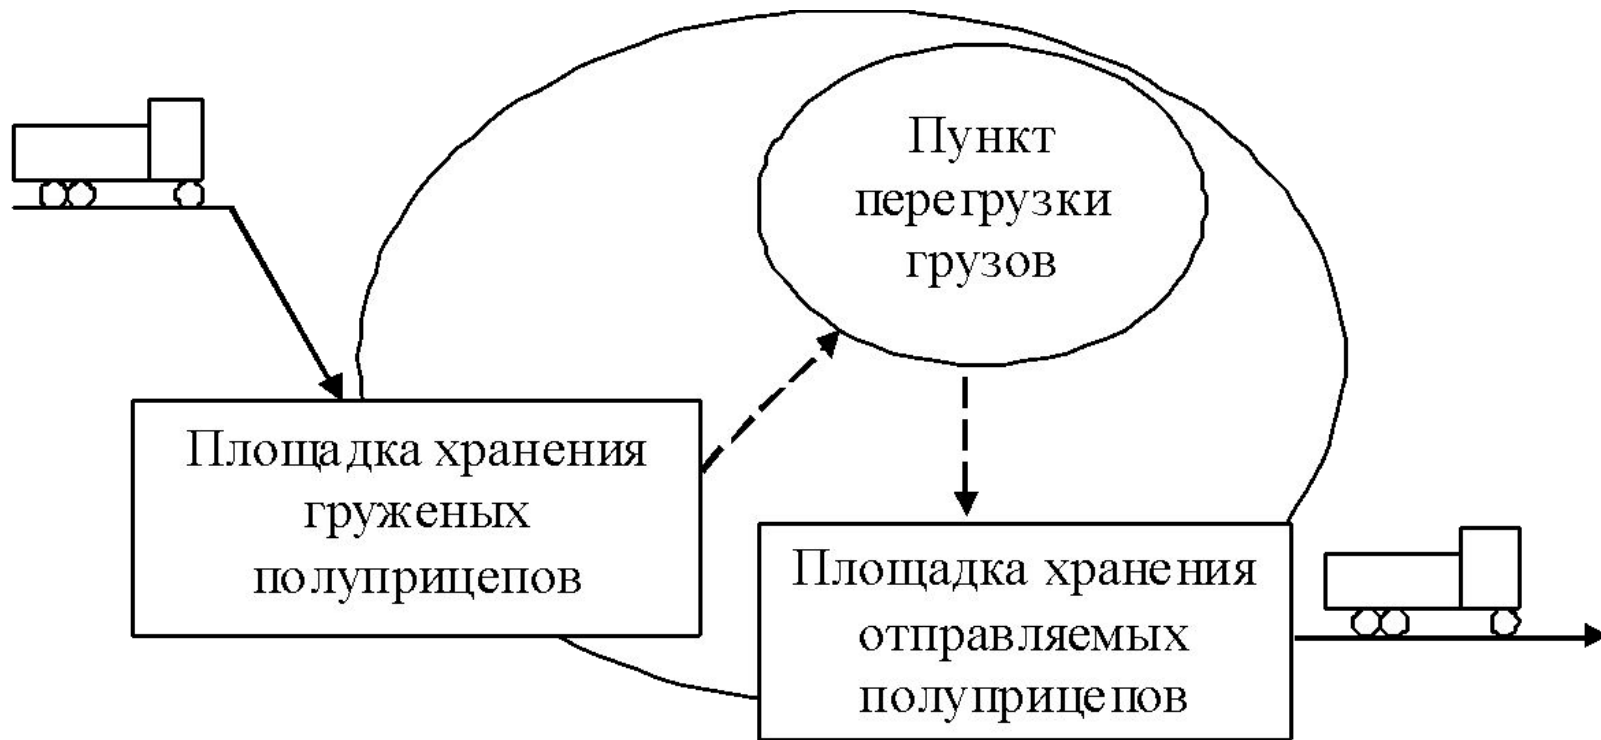 Пункт
перегрузки
грузов
Площадка хранения
груженых
полуприцепов
Площадка хранения
отправляемых
полуприцепов